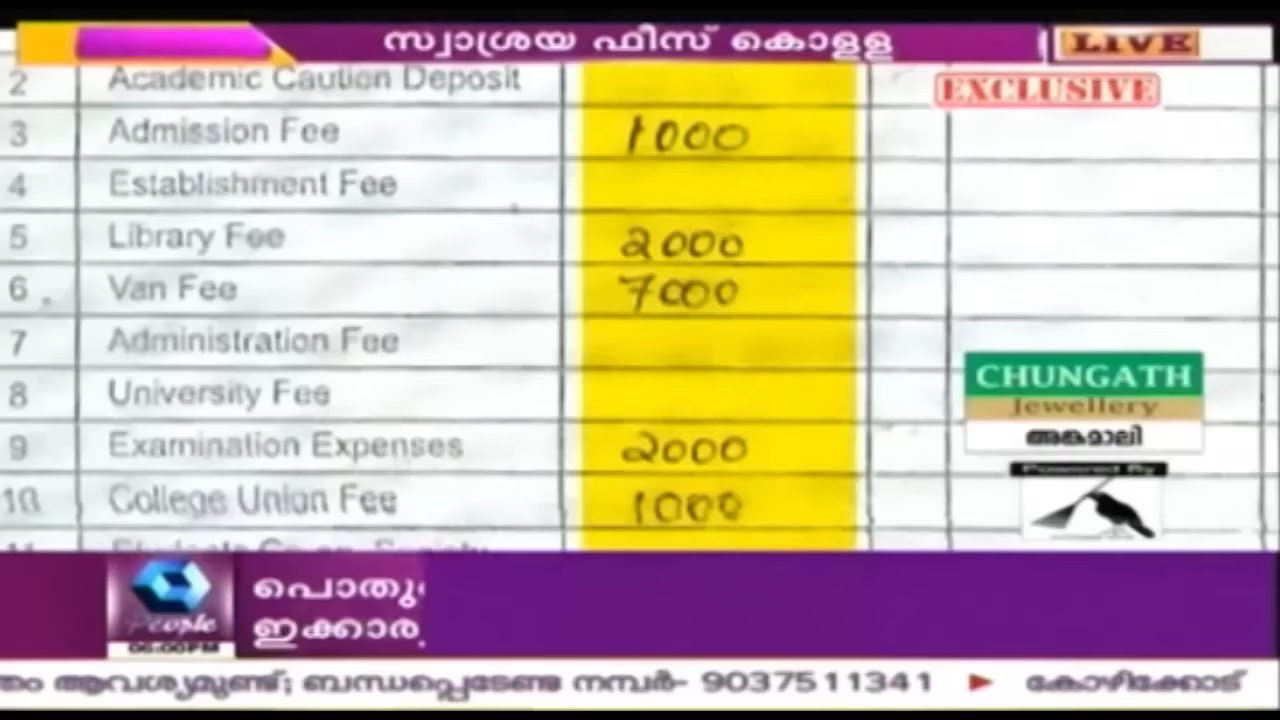 സ്വാശ്രയ ഫീസ് കൊള്ള
LIVE
EXCLUSIVE
2 Academic Caution Deposit
3 Admission Fee 1000
4 Establishment Fee
5 Library Fee 2000
6 Van Fee 7000
7 Administration Fee
8 University Fee
9 Examination Expenses 2000
10 College Union Fee 1000
CHUNGATH
Jewellery
അങ്കമാലി
Powered By
People
06:00PM
പൊതു
ഇക്കാര
ആവശ്യമുണ്ട്; ബന്ധപ്പെടേണ്ട നമ്പർ- 9037511341 ▶ കോഴിക്കോട്